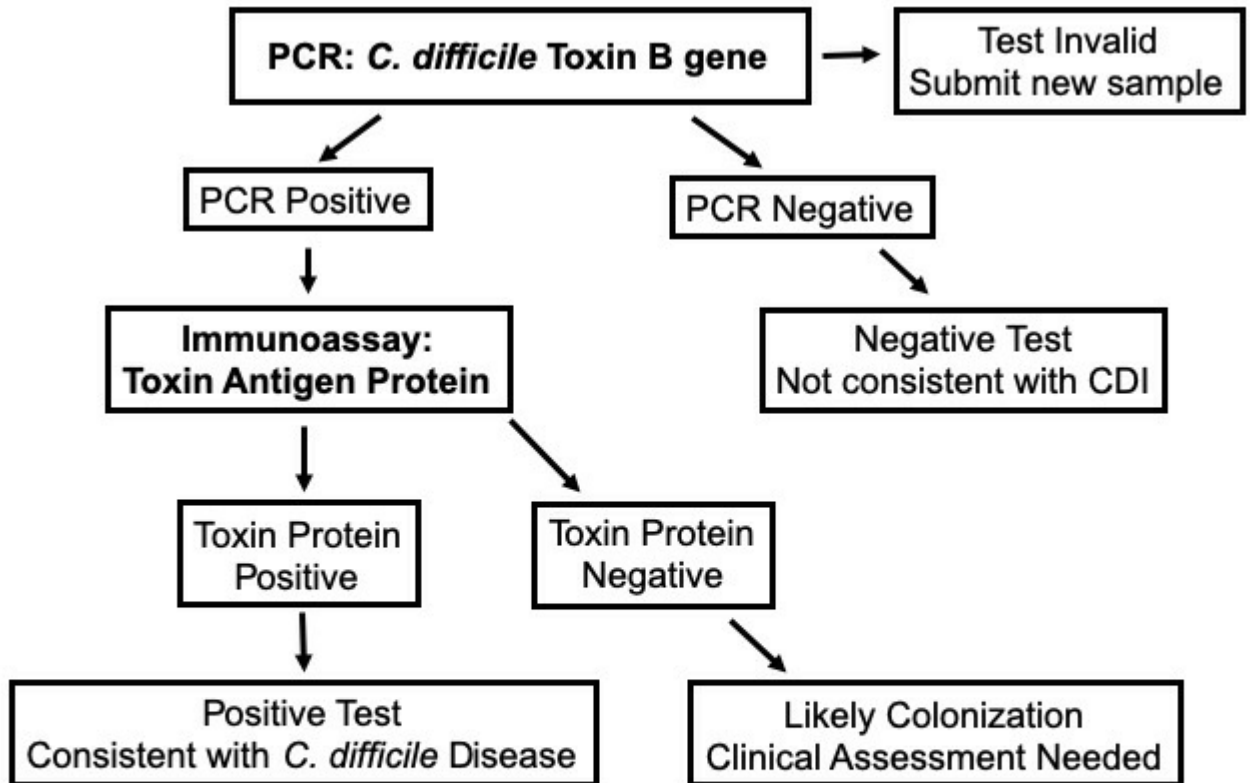 PCR: C. difficile Toxin B gene
Test Invalid
Submit new sample
PCR Positive
PCR Negative
Immunoassay:
Toxin Antigen Protein
Negative Test
Not consistent with CDI
Toxin Protein
Positive
Toxin Protein
Negative
Positive Test
Consistent with C. difficile Disease
Likely Colonization
Clinical Assessment Needed